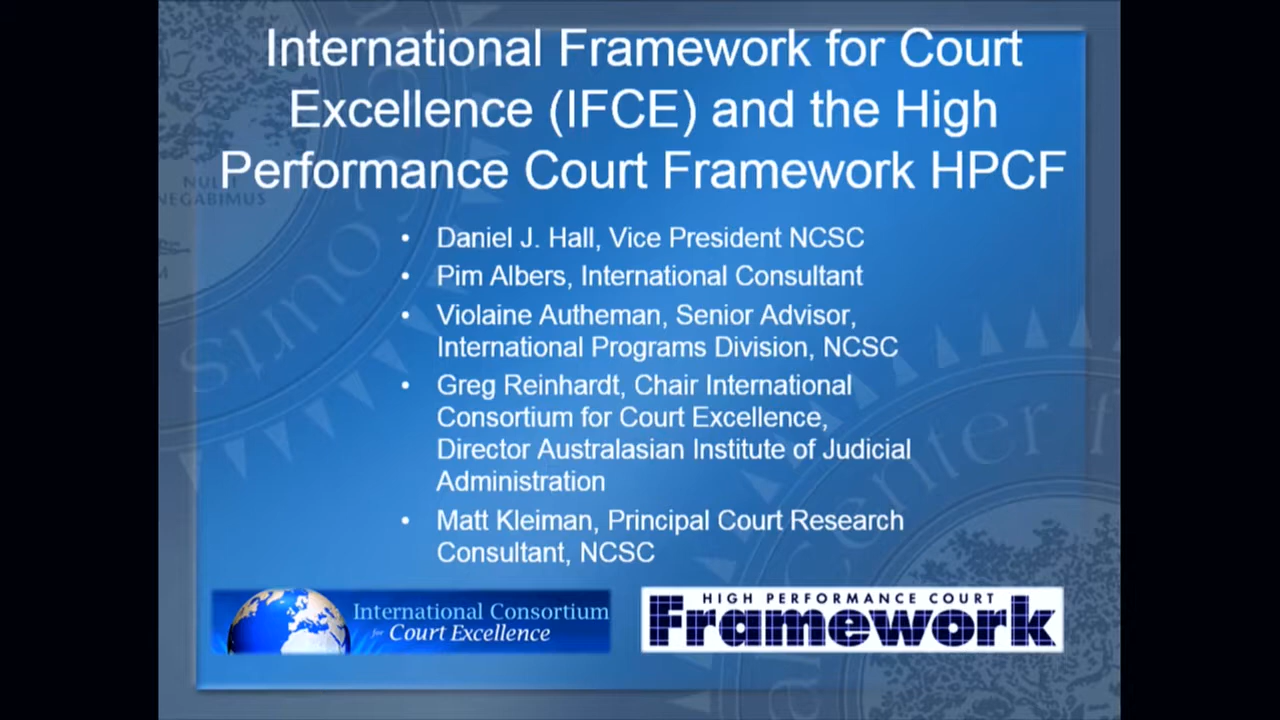 International Framework for Court
Excellence (IFCE) and the High
Performance Court Framework HPCF
NEGABIMUS
• Daniel J. Hall, Vice President NCSC
• Pim Albers, International Consultant
• Violaine Autheman, Senior Advisor,
International Programs Division, NCSC
• Greg Reinhardt, Chair International
Consortium for Court Excellence,
Director Australasian Institute of Judicial
Administration
• Matt Kleiman, Principal Court Research
Consultant, NCSC
Courts
Center f
International Consortium
for Court Excellence
HIGH PERFORMANCE COURT
Framework